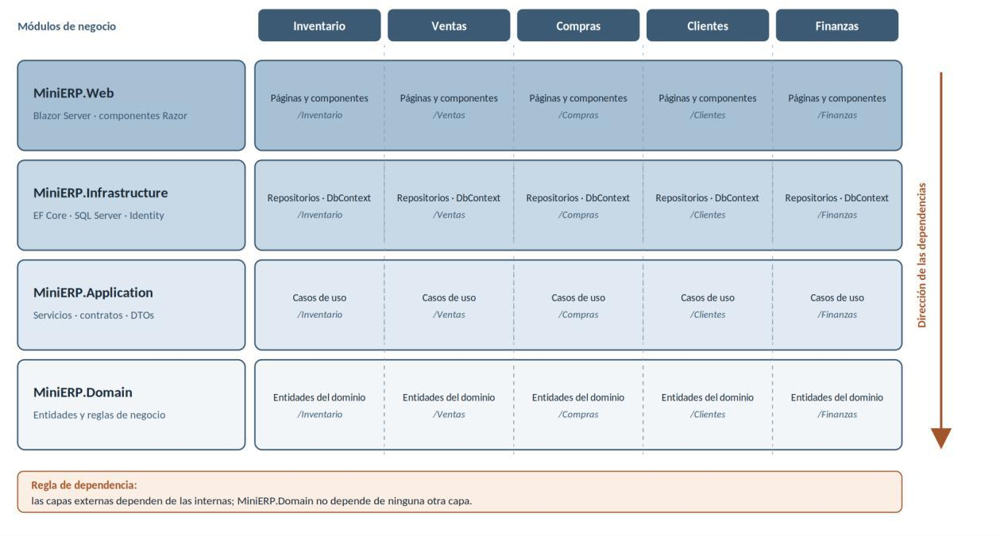 Módulos de negocio
Inventario
Ventas
Compras
Clientes
Finanzas
MiniERP.Web
Blazor Server · componentes Razor
Páginas y componentes
/Inventario
Páginas y componentes
/Ventas
Páginas y componentes
/Compras
Páginas y componentes
/Clientes
Páginas y componentes
/Finanzas
MiniERP.Infrastructure
EF Core · SQL Server · Identity
Repositorios · DbContext
/Inventario
Repositorios · DbContext
/Ventas
Repositorios · DbContext
/Compras
Repositorios · DbContext
/Clientes
Repositorios · DbContext
/Finanzas
MiniERP.Application
Servicios · contratos · DTOs
Casos de uso
/Inventario
Casos de uso
/Ventas
Casos de uso
/Compras
Casos de uso
/Clientes
Casos de uso
/Finanzas
MiniERP.Domain
Entidades y reglas de negocio
Entidades del dominio
/Inventario
Entidades del dominio
/Ventas
Entidades del dominio
/Compras
Entidades del dominio
/Clientes
Entidades del dominio
/Finanzas
Dirección de las dependencias
Regla de dependencia:
las capas externas dependen de las internas; MiniERP.Domain no depende de ninguna otra capa.